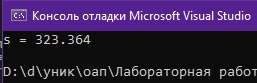 Консоль отладки Microsoft Visual Studio
s = 323.364
D:\d\уник\оап\Лабораторная работ